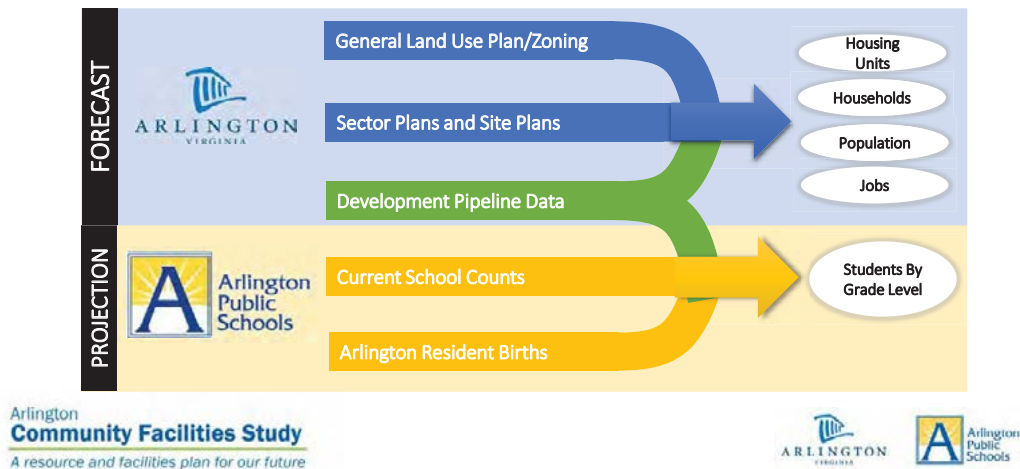 FORECAST
ARLINGTON
VIRGINIA
General Land Use Plan/Zoning
Sector Plans and Site Plans
Development Pipeline Data
Housing
Units
Households
Population
Jobs
PROJECTION
A
Arlington
Public
Schools
Current School Counts
Arlington Resident Births
Students By
Grade Level
Arlington
Community Facilities Study
A resource and facilities plan for our future
ARLINGTON
VIRGINIA
A
Arlington
Public
Schools